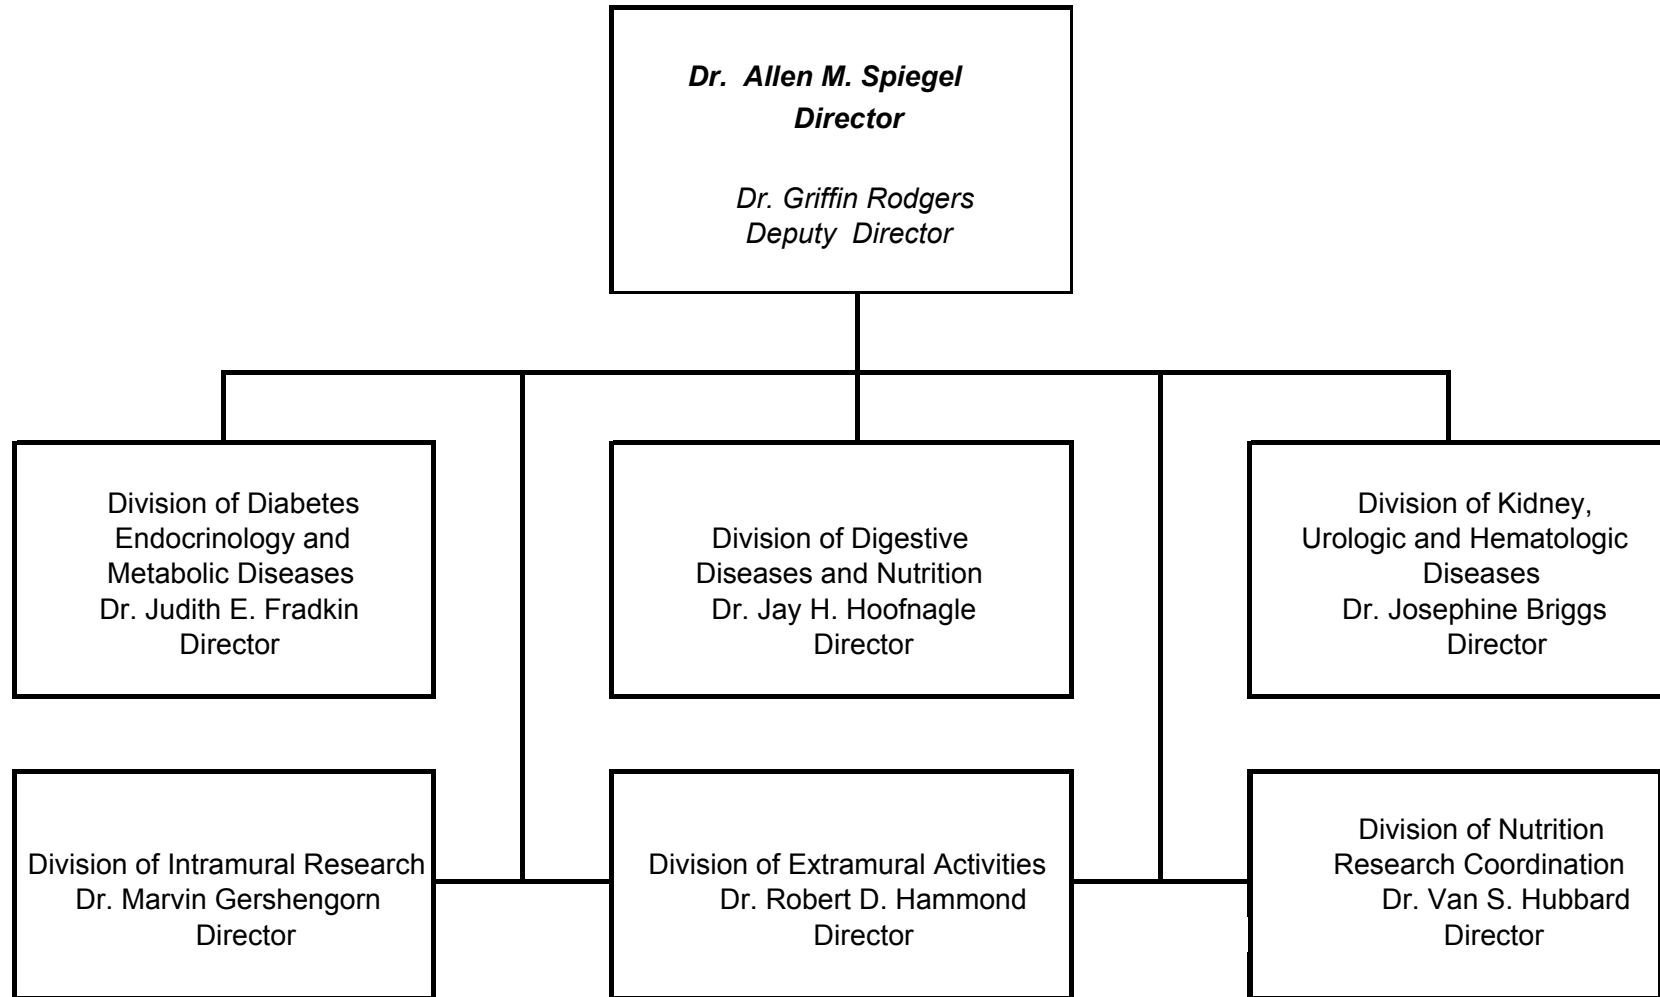 Dr. Allen M. Spiegel
Director
Dr. Griffin Rodgers
Deputy Director
Division of Diabetes
Endocrinology and
Metabolic Diseases
Dr. Judith E. Fradkin
Director
Division of Digestive
Diseases and Nutrition
Dr. Jay H. Hoofnagle
Director
Division of Kidney,
Urologic and Hematologic
Diseases
Dr. Josephine Briggs
Director
Division of Intramural Research
Dr. Marvin Gershengorn
Director
Division of Extramural Activities
Dr. Robert D. Hammond
Director
Division of Nutrition
Research Coordination
Dr. Van S. Hubbard
Director